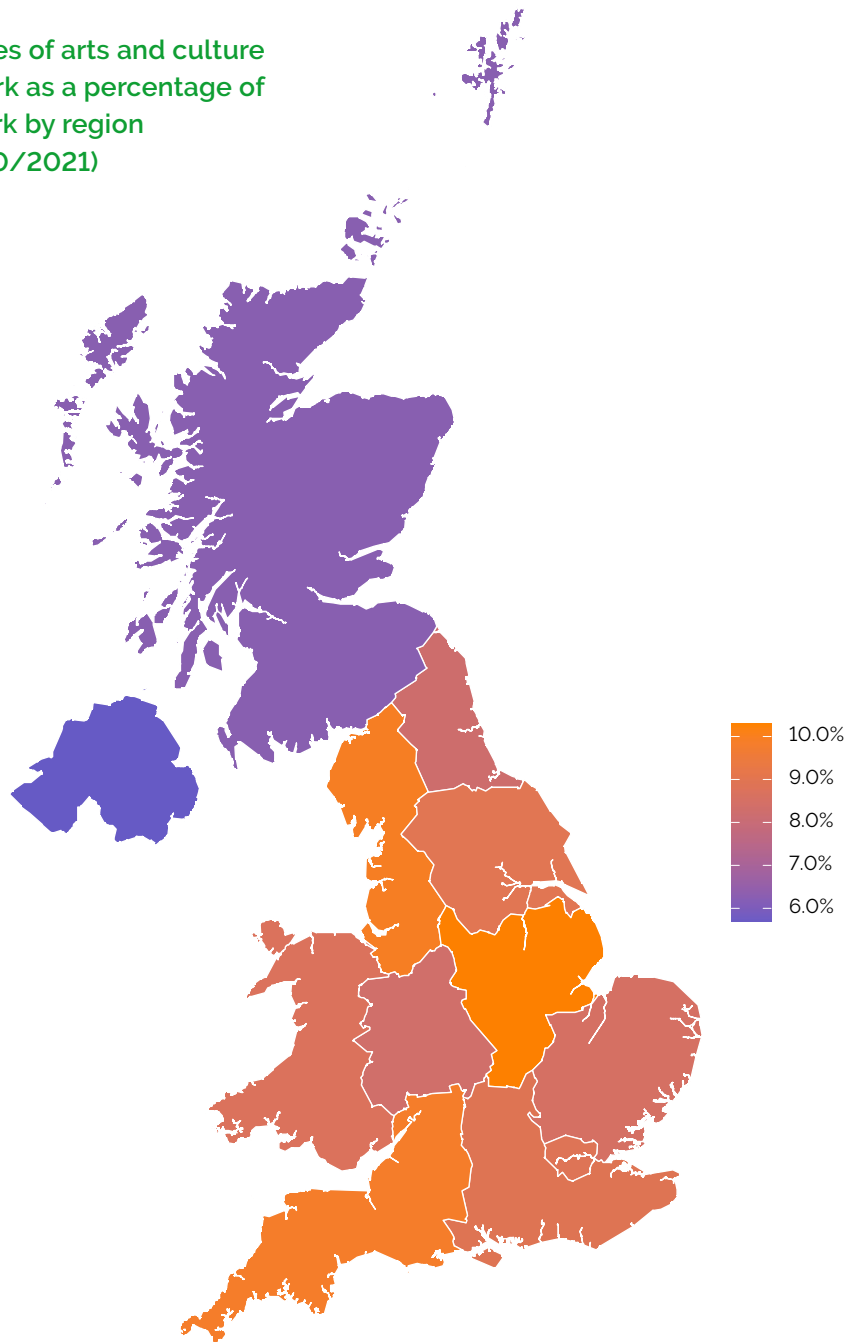 es of arts and culture
rk as a percentage of
rk by region
0/2021)
10.0%
9.0%
8.0%
7.0%
6.0%